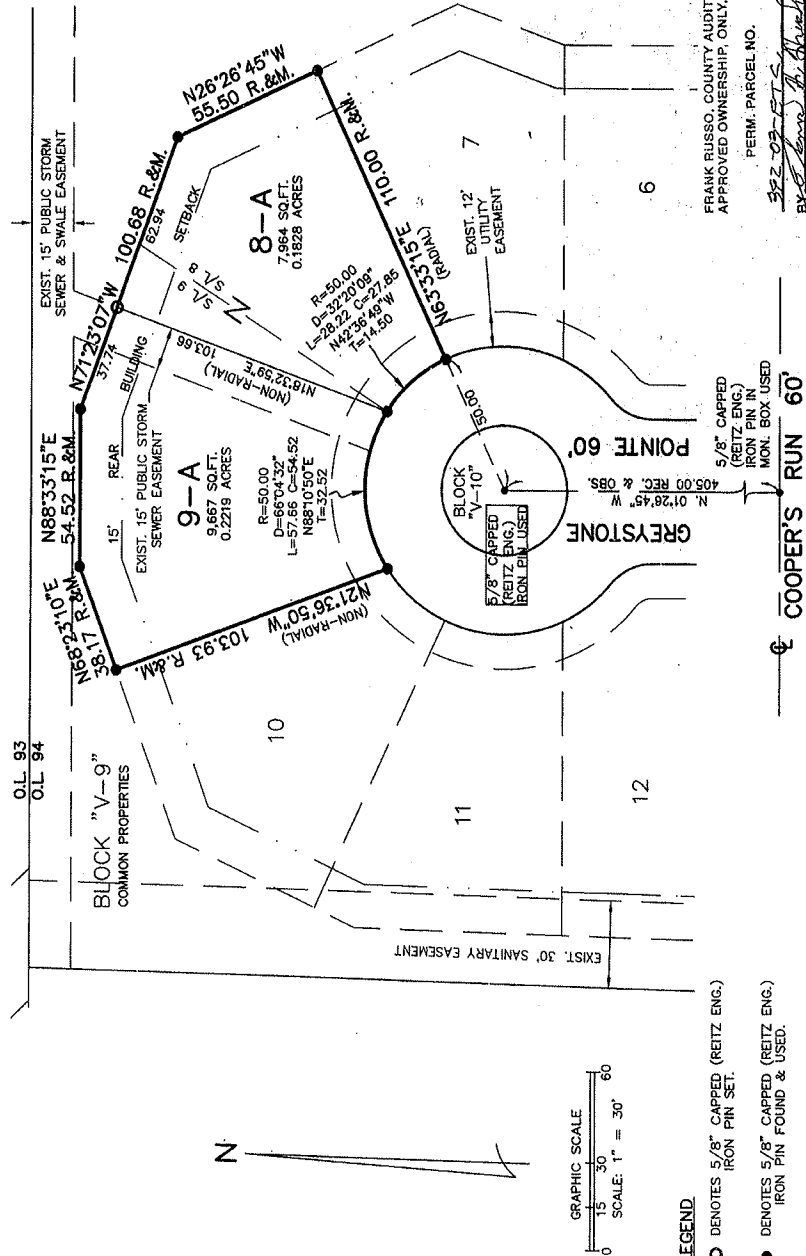 O.L. 93
O.L. 94
EXIST. 15' PUBLIC STORM
SEWER & SWALE EASEMENT
BLOCK "V-9"
COMMON PROPERTIES
N68°23'10"E
38.17 R.&M.
N88°33'15"E
54.52 R.&M.
N71°23'07"W
100.68 R.&M.
37.74
62.94
N26°26'45"W
55.50 R.&M.
15' REAR BUILDING SETBACK
EXIST. 15' PUBLIC STORM
SEWER EASEMENT
9-A
9,667 SQ.FT.
0.2219 ACRES
R=50.00
D=66°04'32"
L=57.66 C=54.52
N88°10'50"E
T=32.52
S/L 9
S/L 8
N
8-A
7,964 SQ.FT.
0.1828 ACRES
R=50.00
D=32°20'09"
L=28.22 C=27.85
N42°36'49"W
T=14.50
N18°32'59"E
103.66
(NON-RADIAL)
N21°36'50"W
103.93 R.&M.
(NON-RADIAL)
N63°33'15"E 110.00 R.&M.
(RADIAL)
50.00
EXIST. 12'
UTILITY
EASEMENT
7
6
10
11
12
BLOCK
"V-10"
5/8" CAPPED
(REITZ ENG.)
IRON PIN USED
GREYSTONE
POINTE 60'
N. 01°26'45" W
405.00 REC. & OBS.
5/8" CAPPED
(REITZ ENG.)
IRON PIN IN
MON. BOX USED
COOPER'S RUN 60'
EXIST. 30' SANITARY EASEMENT
FRANK RUSSO, COUNTY AUDIT
APPROVED OWNERSHIP, ONLY,
PERM. PARCEL NO.
BY
N
GRAPHIC SCALE
0 15 30 60
SCALE: 1" = 30'
EGEND
DENOTES 5/8" CAPPED (REITZ ENG.)
IRON PIN SET.
DENOTES 5/8" CAPPED (REITZ ENG.)
IRON PIN FOUND & USED.